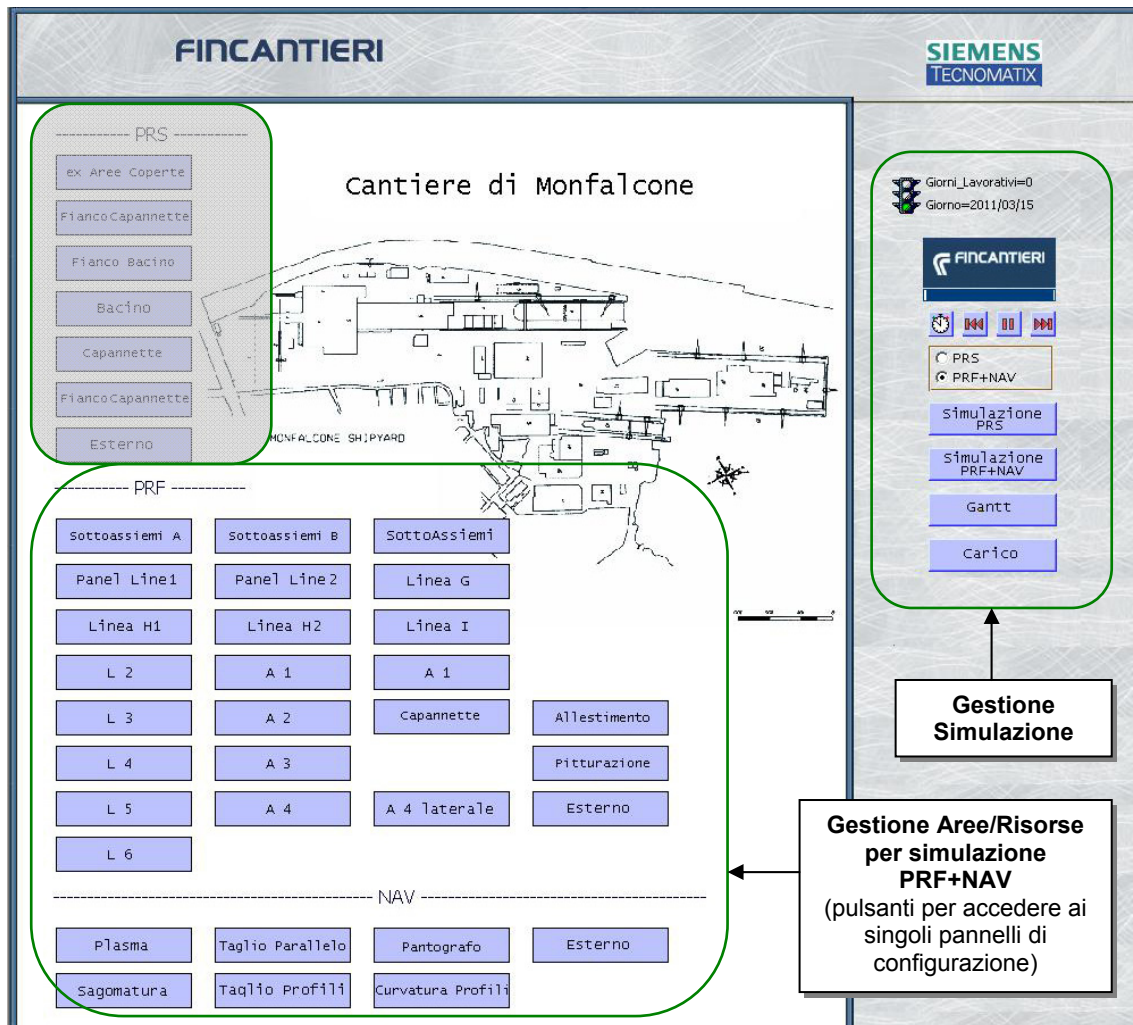 FINCANTIERI
SIEMENS
TECNOMATIX
PRS
ex Aree Coperte
FiancoCapannette
Fianco Bacino
Bacino
Capannette
FiancoCapannette
Esterno
Cantiere di Monfalcone
MONFALCONE SHIPYARD
PRF
Sottoassiemi A
Sottoassiemi B
SottoAssiemi
Panel Line1
Panel Line2
Linea G
Linea H1
Linea H2
Linea I
L 2
A 1
A 1
L 3
A 2
Capannette
Allestimento
L 4
A 3
Pitturazione
L 5
A 4
A 4 laterale
Esterno
L 6
NAV
Plasma
Taglio Parallelo
Pantografo
Esterno
Sagomatura
Taglio Profili
Curvatura Profili
Giorni_Lavorativi=0
Giorno=2011/03/15
FINCANTIERI
PRS
PRF+NAV
Simulazione
PRS
Simulazione
PRF+NAV
Gantt
Carico
Gestione
Simulazione
Gestione Aree/Risorse
per simulazione
PRF+NAV
(pulsanti per accedere ai
singoli pannelli di
configurazione)